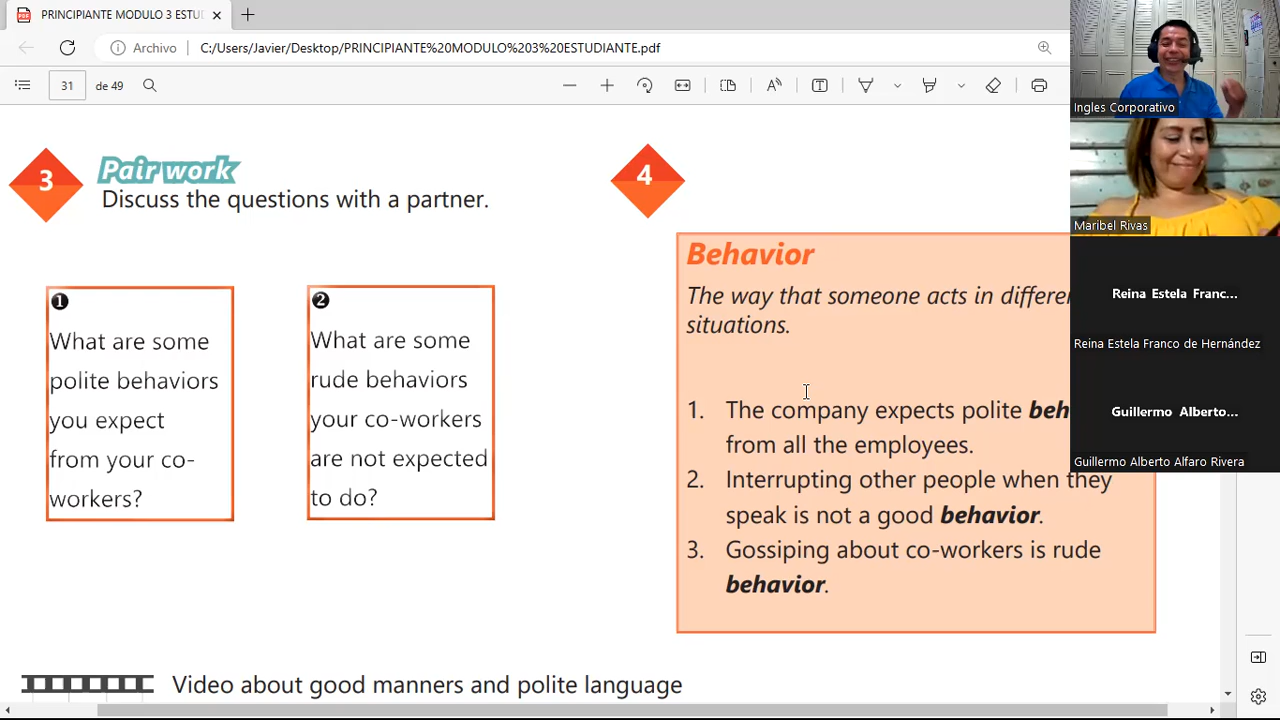 PRINCIPIANTE MODULO 3 ESTU
Archivo
C:/Users/Javier/Desktop/PRINCIPIANTE%20MODULO%203%20ESTUDIANTE.pdf
31
de 49
3
Pair work
Discuss the questions with a partner.
1
What are some
polite behaviors
you expect
from your co-
workers?
2
What are some
rude behaviors
your co-workers
are not expected
to do?
4
Behavior
The way that someone acts in differe
situations.
1. The company expects polite beh
from all the employees.
2. Interrupting other people when they
speak is not a good behavior.
3. Gossiping about co-workers is rude
behavior.
Video about good manners and polite language
Ingles Corporativo
Maribel Rivas
Reina Estela Franc...
Reina Estela Franco de Hernández
Guillermo Alberto...
Guillermo Alberto Alfaro Rivera